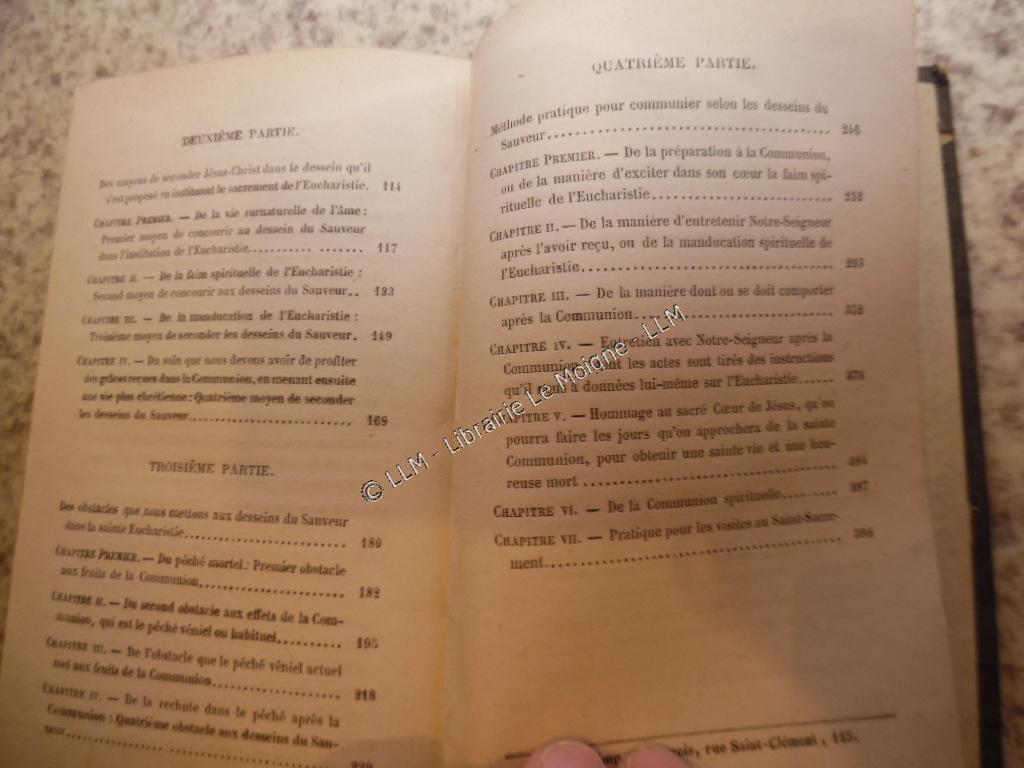 DEUXIÈME PARTIE.
Des moyens de seconder Jésus-Christ dans le dessein qu'il
s'est proposé en instituant le sacrement de l'Eucharistie. 114
CHAPITRE PREMIER. — De la vie surnaturelle de l'âme :
Premier moyen de concourir au dessein du Sauveur
dans l'institution de l'Eucharistie.......... ....... 117
CHAPITRE II. — De la faim spirituelle de l'Eucharistie :
Second moyen de concourir aux desseins du Sauveur.. 133
CHAPITRE III. — De la manducation de l'Eucharistie :
Troisième moyen de seconder les desseins du Sauveur. 149
CHAPITRE IV. — Du soin que nous devons avoir de profiter
des grâces reçues dans la Communion, en menant ensuite
une vie plus chrétienne : Quatrième moyen de seconder
les desseins du Sauveur............................ 169
TROISIÈME PARTIE.
Des obstacles que nous mettons aux desseins du Sauveur
dans la sainte Eucharistie........................... 180
CHAPITRE PREMIER. — Du péché mortel : Premier obstacle
aux fruits de la Communion......................... 182
CHAPITRE II. — Du second obstacle aux effets de la Com-
munion, qui est le péché véniel ou habituel.......... 195
CHAPITRE III. — De l'obstacle que le péché véniel actuel
met aux fruits de la Communion.................... 218
CHAPITRE IV. — De la rechute dans le péché après la
Communion : Quatrième obstacle aux desseins du Sau-
veur..........................................
QUATRIÈME PARTIE.
Méthode pratique pour communier selon les desseins du
Sauveur............................................ 246
CHAPITRE PREMIER. — De la préparation à la Communion,
ou de la manière d'exciter dans son cœur la faim spi-
rituelle de l'Eucharistie............................ 252
CHAPITRE II. — De la manière d'entretenir Notre-Seigneur
après l'avoir reçu, ou de la manducation spirituelle de
l'Eucharistie....................................... 293
CHAPITRE III. — De la manière dont on se doit comporter
après la Communion................................ 352
CHAPITRE IV. — Entretien avec Notre-Seigneur après la
Communion, dont les actes sont tirés des instructions
qu'il nous a données lui-même sur l'Eucharistie...... 378
CHAPITRE V. — Hommage au sacré Cœur de Jésus, qu'on
pourra faire les jours qu'on approchera de la sainte
Communion, pour obtenir une sainte vie et une heu-
reuse mort ........................................ 384
CHAPITRE VI. — De la Communion spirituelle.......... 387
CHAPITRE VII. — Pratique pour les visites au Saint-Sacre-
ment............................................... 388
rue Saint-Clément, 115.
© LLM - Librairie Le Moigne - LLM